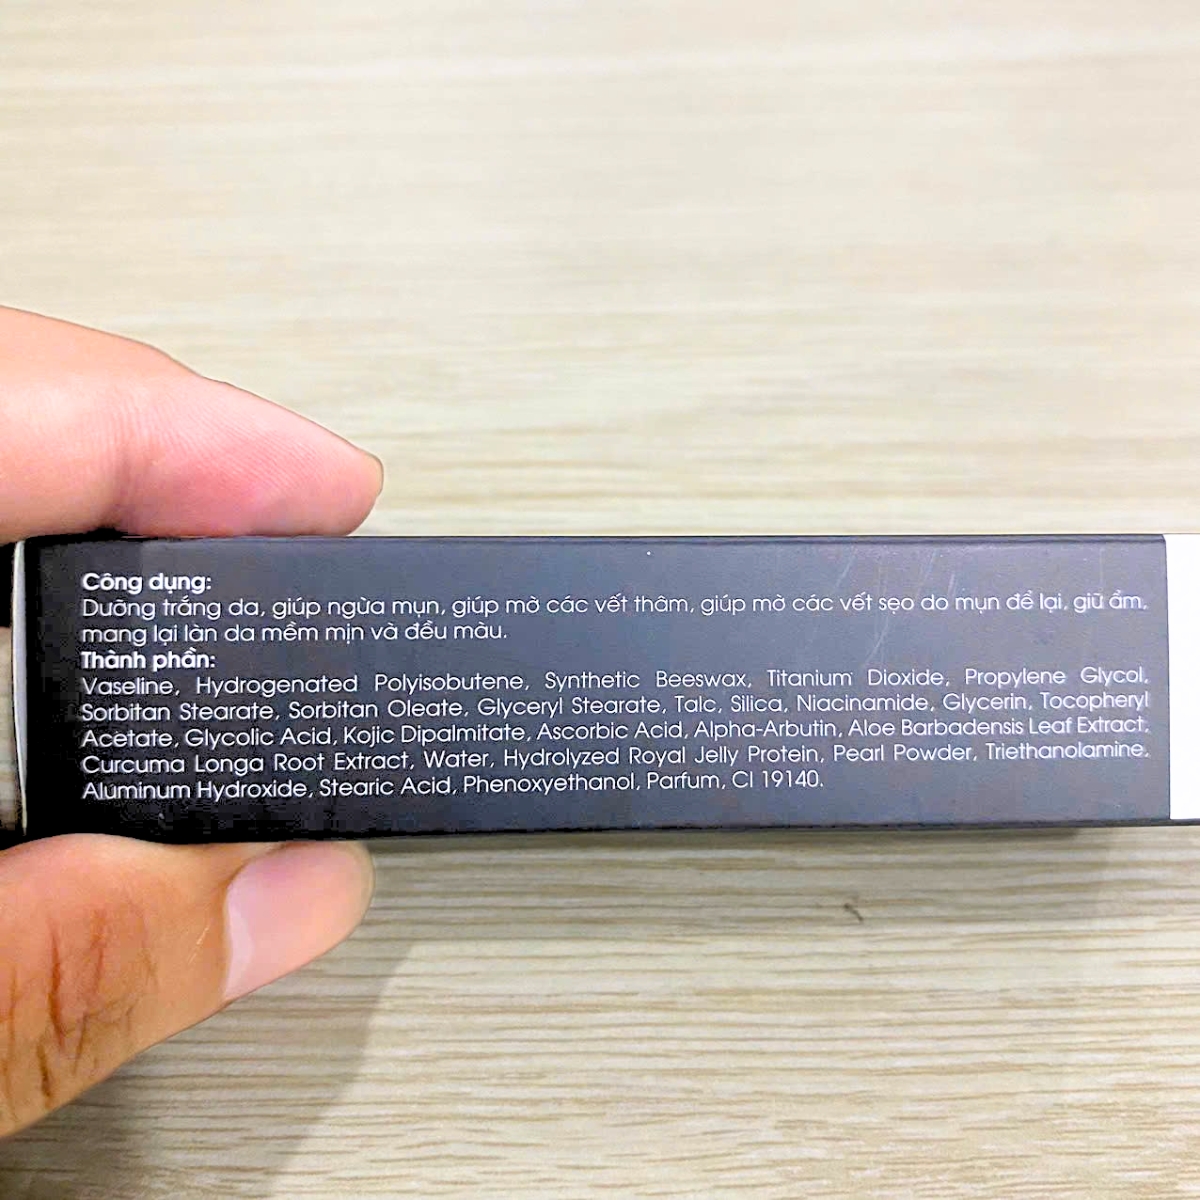 Công dụng:
Dưỡng trắng da, giúp ngừa mụn, giúp mờ các vết thâm, giúp mờ các vết sẹo do mụn để lại, giữ ẩm,
mang lại làn da mềm mịn và đều màu.
Thành phần:
Vaseline, Hydrogenated Polyisobutene, Synthetic Beeswax, Titanium Dioxide, Propylene Glycol,
Sorbitan Stearate, Sorbitan Oleate, Glyceryl Stearate, Talc, Silica, Niacinamide, Glycerin, Tocopheryl
Acetate, Glycolic Acid, Kojic Dipalmitate, Ascorbic Acid, Alpha-Arbutin, Aloe Barbadensis Leaf Extract,
Curcuma Longa Root Extract, Water, Hydrolyzed Royal Jelly Protein, Pearl Powder, Triethanolamine,
Aluminum Hydroxide, Stearic Acid, Phenoxyethanol, Parfum, CI 19140.